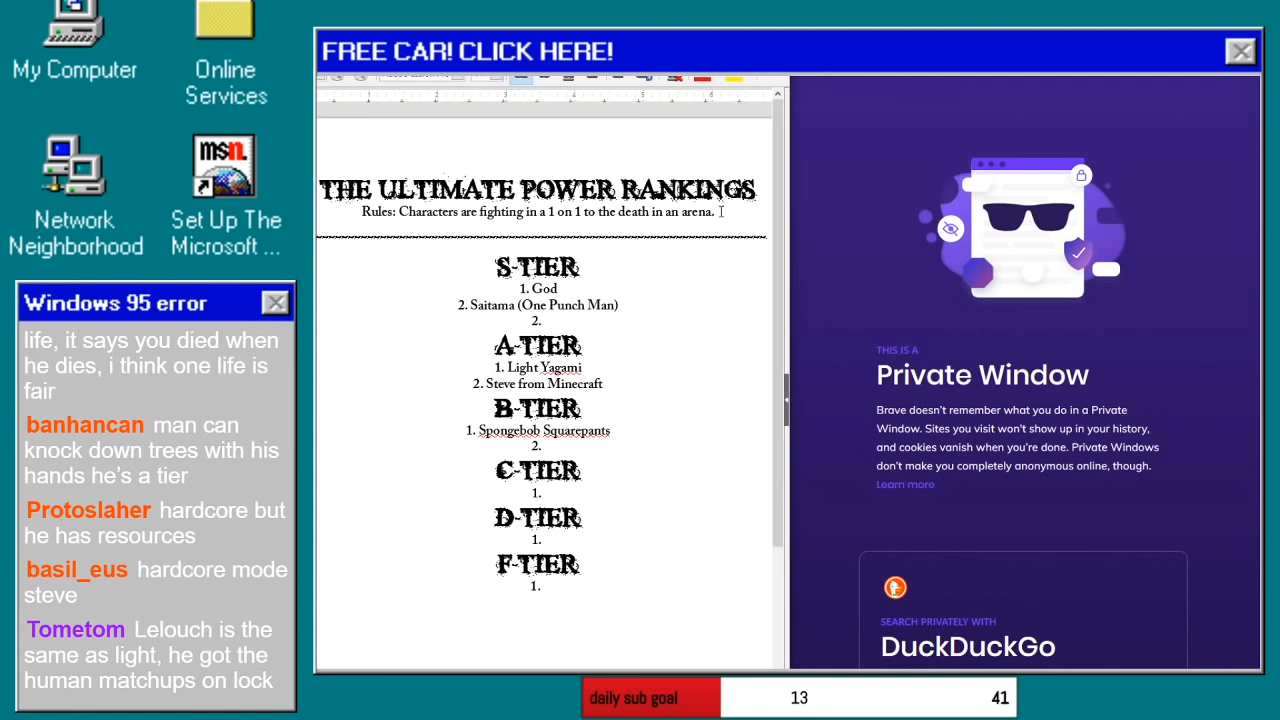 My Computer
Online
Services
Network
Neighborhood
msn.
Set Up The
Microsoft ...
Windows 95 error
life, it says you died when
he dies, i think one life is
fair
banhancan man can
knock down trees with his
hands he's a tier
Protoslaher hardcore but
he has resources
basil_eus hardcore mode
steve
Tometom Lelouch is the
same as light, he got the
human matchups on lock
FREE CAR! CLICK HERE!
THE ULTIMATE POWER RANKINGS
Rules: Characters are fighting in a 1 on 1 to the death in an arena.
S-TIER
1. God
2. Saitama (One Punch Man)
2.
A-TIER
1. Light Yagami
2. Steve from Minecraft
B-TIER
1. Spongebob Squarepants
2.
C-TIER
1.
D-TIER
1.
F-TIER
1.
THIS IS A
Private Window
Brave doesn't remember what you do in a Private
Window. Sites you visit won't show up in your history,
and cookies vanish when you're done. Private Windows
don't make you completely anonymous online, though.
Learn more
SEARCH PRIVATELY WITH
DuckDuckGo
daily sub goal 13 41